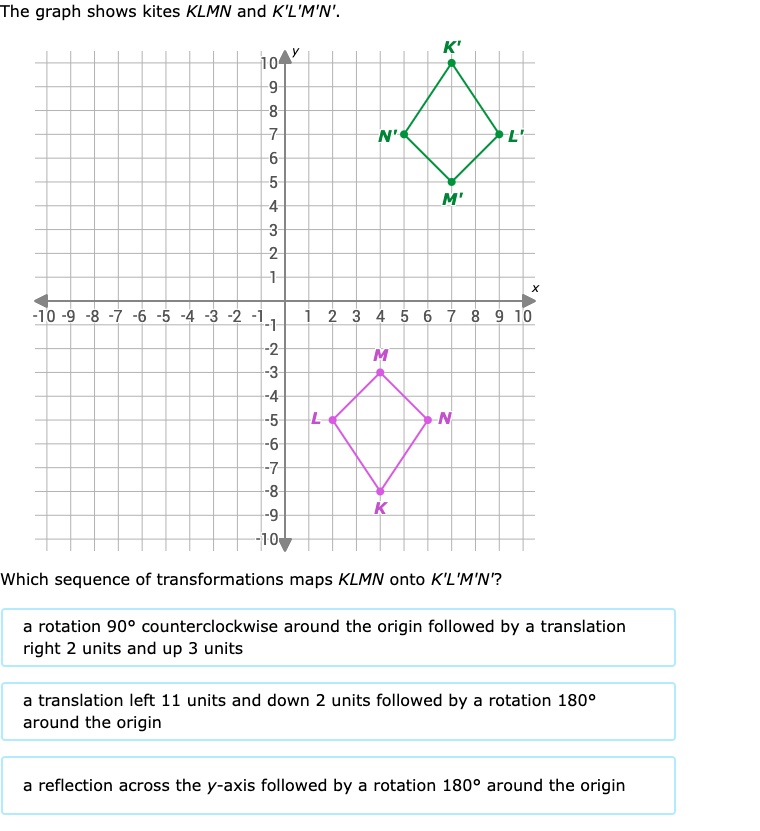 The graph shows kites KLMN and K'L'M'N'.
y
K'
10
9
8
7
N'
L'
6
5
M'
4
3
2
1
x
-10 -9 -8 -7 -6 -5 -4 -3 -2 -1 1 2 3 4 5 6 7 8 9 10
-1
-2
M
-3
-4
L
-5
N
-6
-7
-8
K
-9
-10
Which sequence of transformations maps KLMN onto K'L'M'N'?
a rotation 90° counterclockwise around the origin followed by a translation
right 2 units and up 3 units
a translation left 11 units and down 2 units followed by a rotation 180°
around the origin
a reflection across the y-axis followed by a rotation 180° around the origin